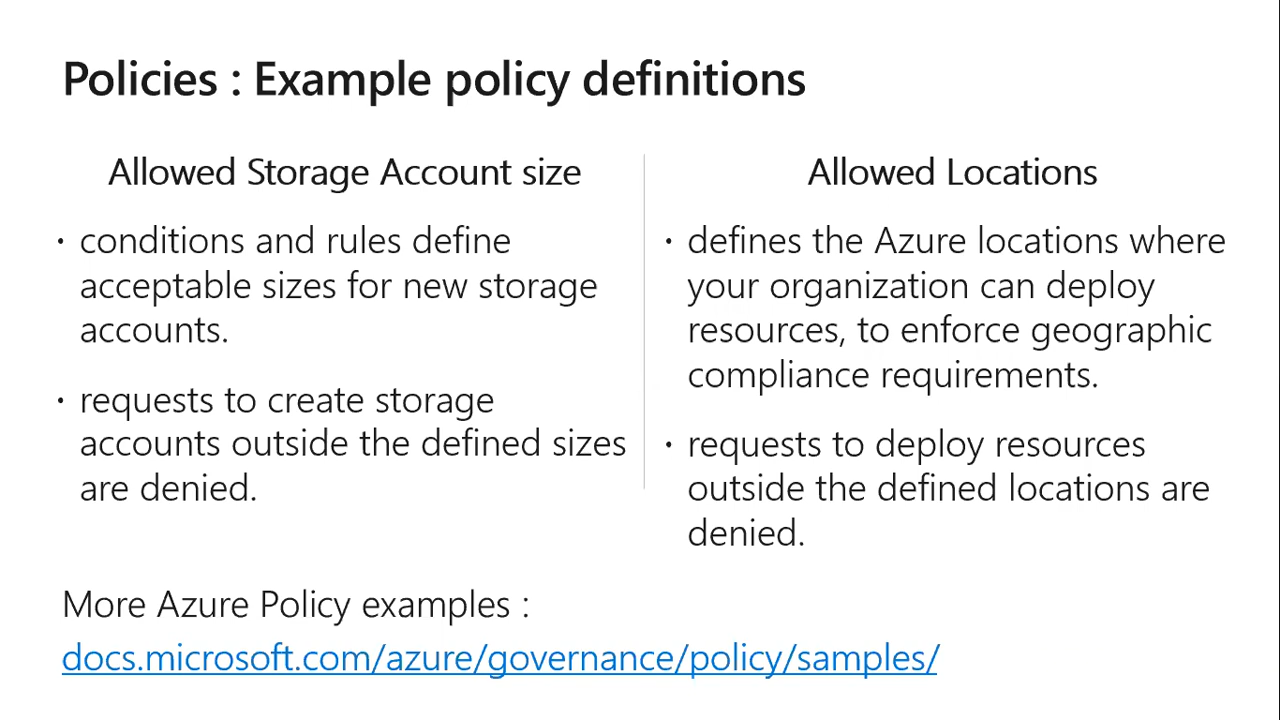 Policies : Example policy definitions
Allowed Storage Account size
· conditions and rules define
acceptable sizes for new storage
accounts.
· requests to create storage
accounts outside the defined sizes
are denied.
Allowed Locations
· defines the Azure locations where
your organization can deploy
resources, to enforce geographic
compliance requirements.
· requests to deploy resources
outside the defined locations are
denied.
More Azure Policy examples :
docs.microsoft.com/azure/governance/policy/samples/